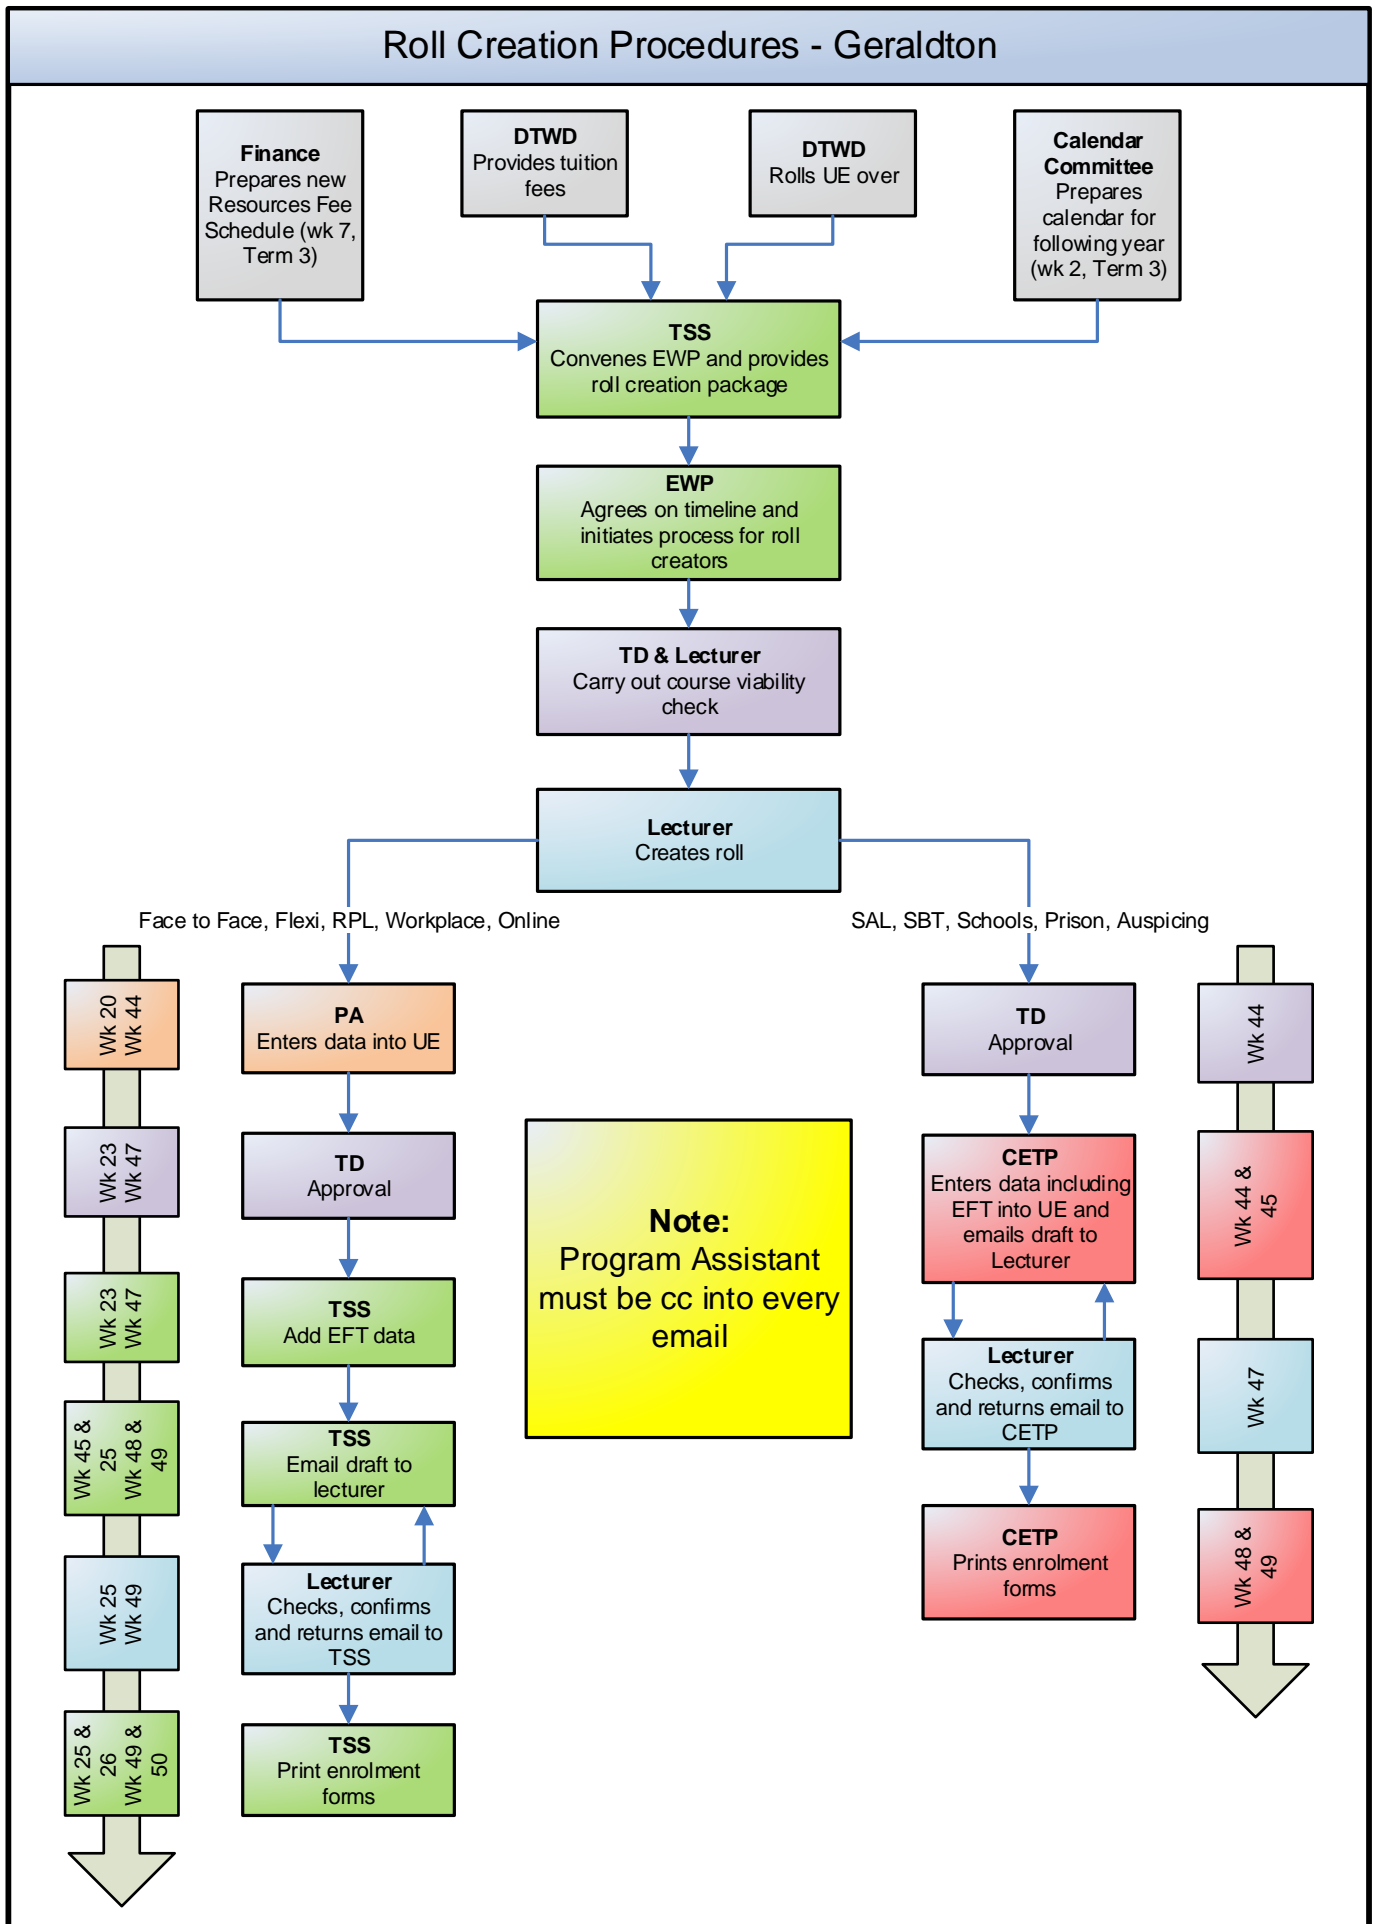 Roll Creation Procedures - Geraldton
Finance
Prepares new
Resources Fee
Schedule (wk 7,
Term 3)
DTWD
Provides tuition
fees
DTWD
Rolls UE over
Calendar
Committee
Prepares
calendar for
following year
(wk 2, Term 3)
TSS
Convenes EWP and provides
roll creation package
EWP
Agrees on timeline and
initiates process for roll
creators
TD & Lecturer
Carry out course viability
check
Lecturer
Creates roll
Face to Face, Flexi, RPL, Workplace, Online
SAL, SBT, Schools, Prison, Auspicing
Wk 20
Wk 44
PA
Enters data into UE
Wk 23
Wk 47
TD
Approval
Wk 23
Wk 47
TSS
Add EFT data
Wk 45 &
25
Wk 48 &
49
TSS
Email draft to
lecturer
Wk 25
Wk 49
Lecturer
Checks, confirms
and returns email to
TSS
Wk 25 &
26
Wk 49 &
50
TSS
Print enrolment
forms
Note:
Program Assistant
must be cc into every
email
TD
Approval
Wk 44
CETP
Enters data including
EFT into UE and
emails draft to
Lecturer
Wk 44 &
45
Lecturer
Checks, confirms
and returns email to
CETP
Wk 47
CETP
Prints enrolment
forms
Wk 48 &
49